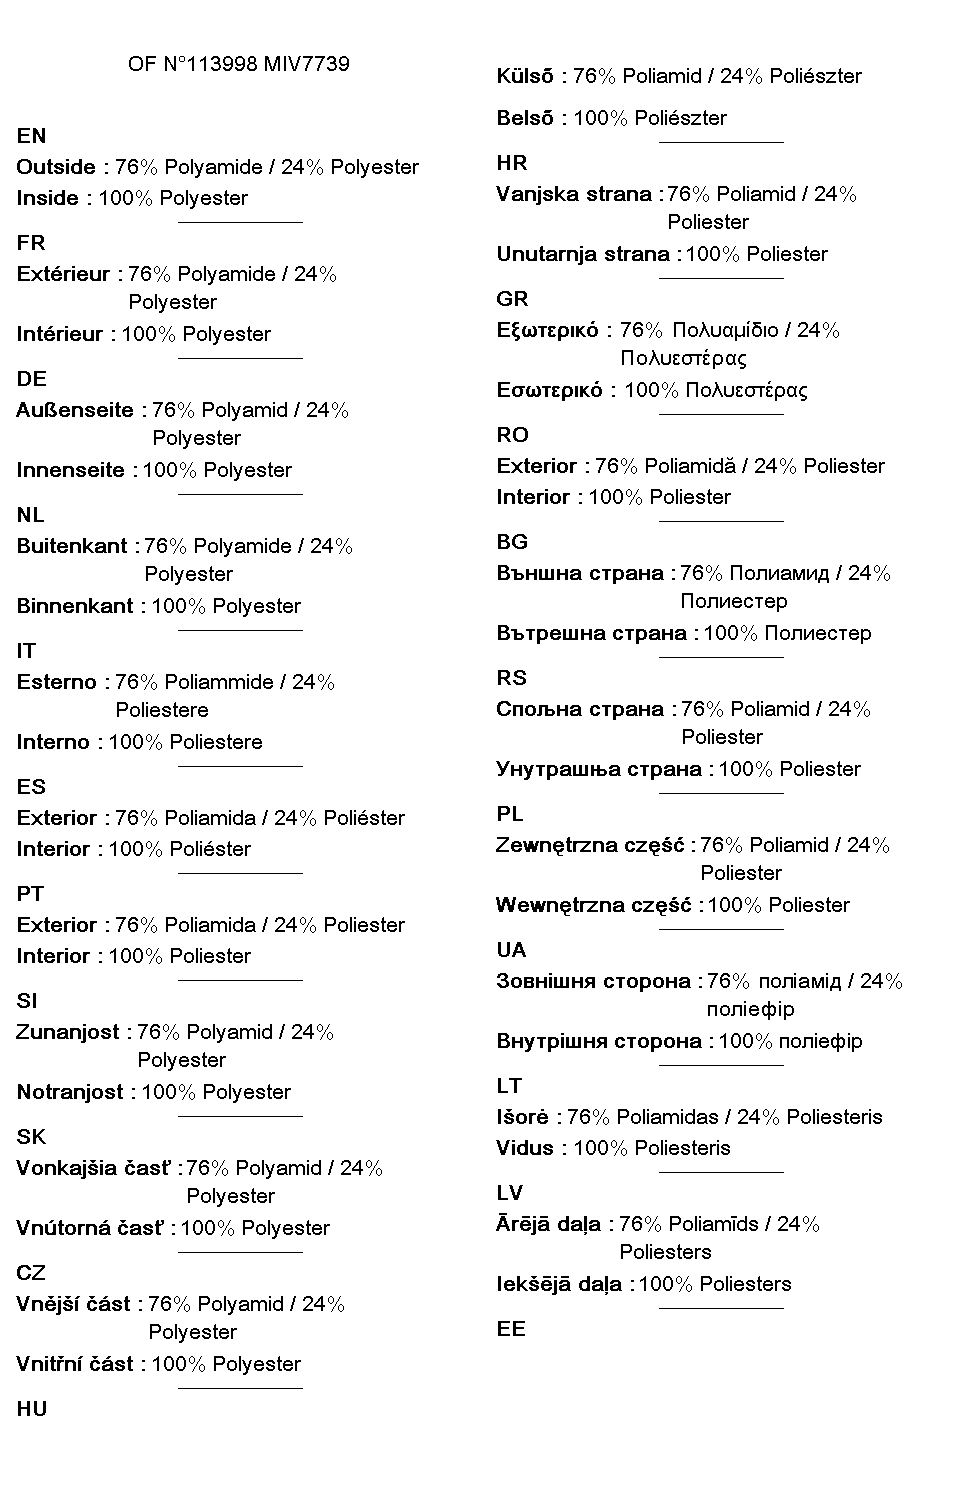 OF N°113998 MIV7739
EN
Outside : 76% Polyamide / 24% Polyester
Inside : 100% Polyester
FR
Extérieur : 76% Polyamide / 24%
Polyester
Intérieur : 100% Polyester
DE
Außenseite : 76% Polyamid / 24%
Polyester
Innenseite : 100% Polyester
NL
Buitenkant : 76% Polyamide / 24%
Polyester
Binnenkant : 100% Polyester
IT
Esterno : 76% Poliammide / 24%
Poliestere
Interno : 100% Poliestere
ES
Exterior : 76% Poliamida / 24% Poliéster
Interior : 100% Poliéster
PT
Exterior : 76% Poliamida / 24% Poliester
Interior : 100% Poliester
SI
Zunanjost : 76% Polyamid / 24%
Polyester
Notranjost : 100% Polyester
SK
Vonkajšia časť : 76% Polyamid / 24%
Polyester
Vnútorná časť : 100% Polyester
CZ
Vnější část : 76% Polyamid / 24%
Polyester
Vnitřní část : 100% Polyester
HU
Külső : 76% Poliamid / 24% Poliészter
Belső : 100% Poliészter
HR
Vanjska strana : 76% Poliamid / 24%
Poliester
Unutarnja strana : 100% Poliester
GR
Εξωτερικό : 76% Πολυαμίδιο / 24%
Πολυεστέρας
Εσωτερικό : 100% Πολυεστέρας
RO
Exterior : 76% Poliamidă / 24% Poliester
Interior : 100% Poliester
BG
Външна страна : 76% Полиамид / 24%
Полиестер
Вътрешна страна : 100% Полиестер
RS
Спољна страна : 76% Poliamid / 24%
Poliester
Унутрашња страна : 100% Poliester
PL
Zewnętrzna część : 76% Poliamid / 24%
Poliester
Wewnętrzna część : 100% Poliester
UA
Зовнішня сторона : 76% поліамід / 24%
поліефір
Внутрішня сторона : 100% поліефір
LT
Išorė : 76% Poliamidas / 24% Poliesteris
Vidus : 100% Poliesteris
LV
Ārējā daļa : 76% Poliamīds / 24%
Poliesters
Iekšējā daļa : 100% Poliesters
EE